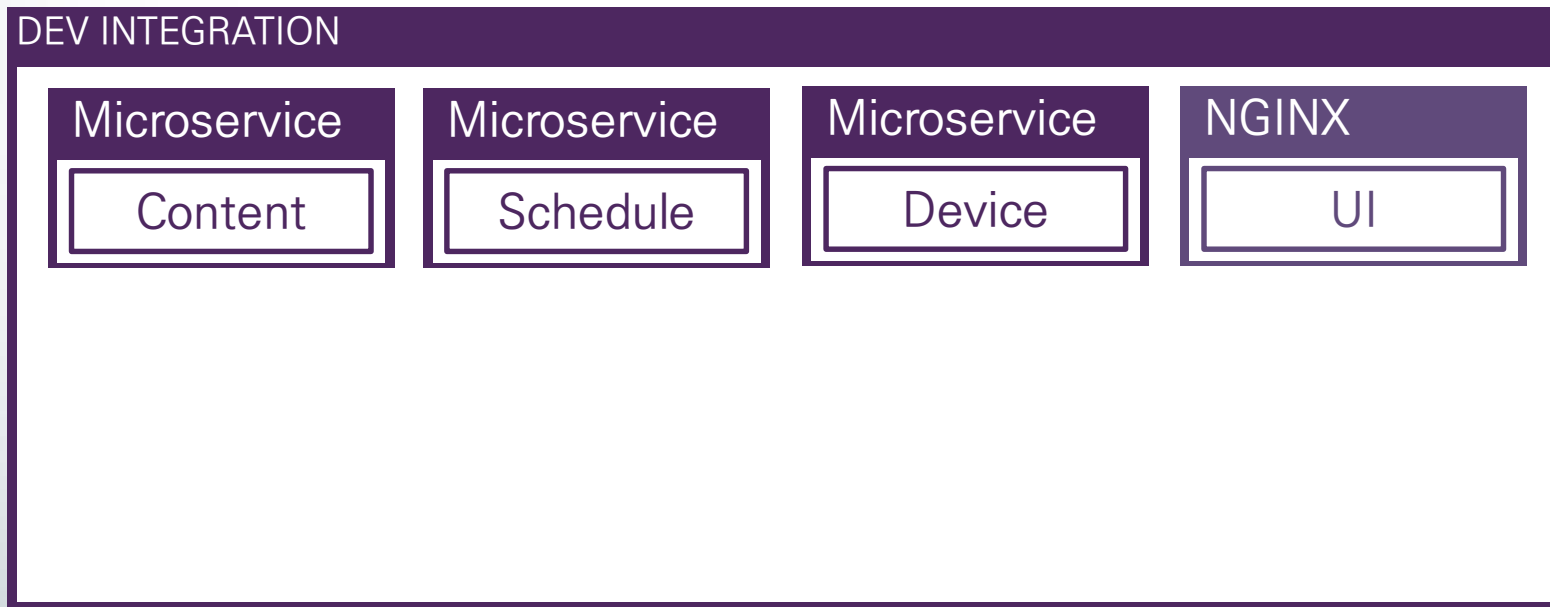 DEV INTEGRATION
Microservice
Content
Microservice
Schedule
Microservice
Device
NGINX
UI